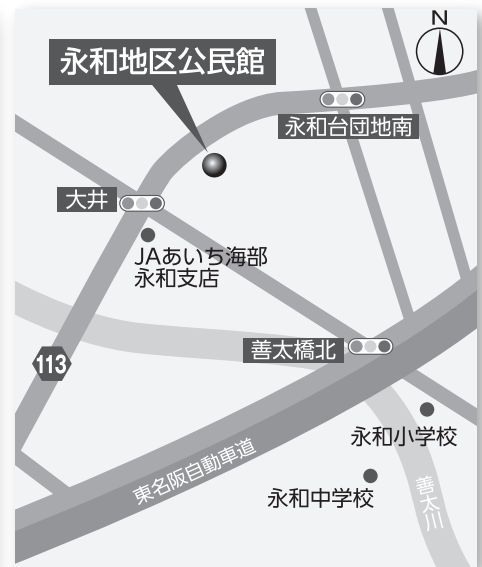 N
永和地区公民館
永和台団地南
大井
JAあいち海部
永和支店
善太橋北
113
永和小学校
東名阪自動車道
永和中学校
善太川